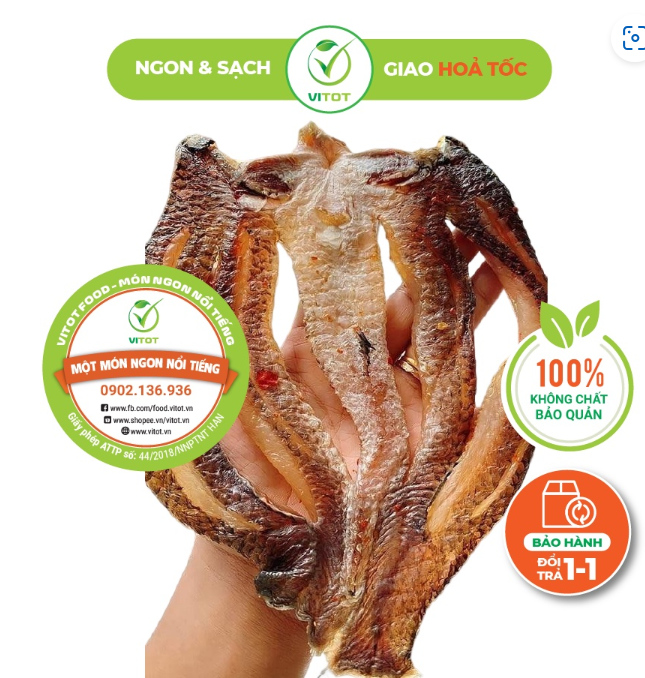 NGON & SẠCH
VITOT
GIAO HOẢ TỐC
VITOT FOOD - MÓN NGON NỔI TIẾNG
VITOT
MỘT MÓN NGON NỔI TIẾNG
0902.136.936
www.fb.com/food.vitot.vn
www.shopee.vn/vitot.vn
www.vitot.vn
Giấy phép ATTP số: 44/2018/NNPTNT HÀN
100%
KHÔNG CHẤT
BẢO QUẢN
BẢO HÀNH
ĐỔI
TRẢ 1-1